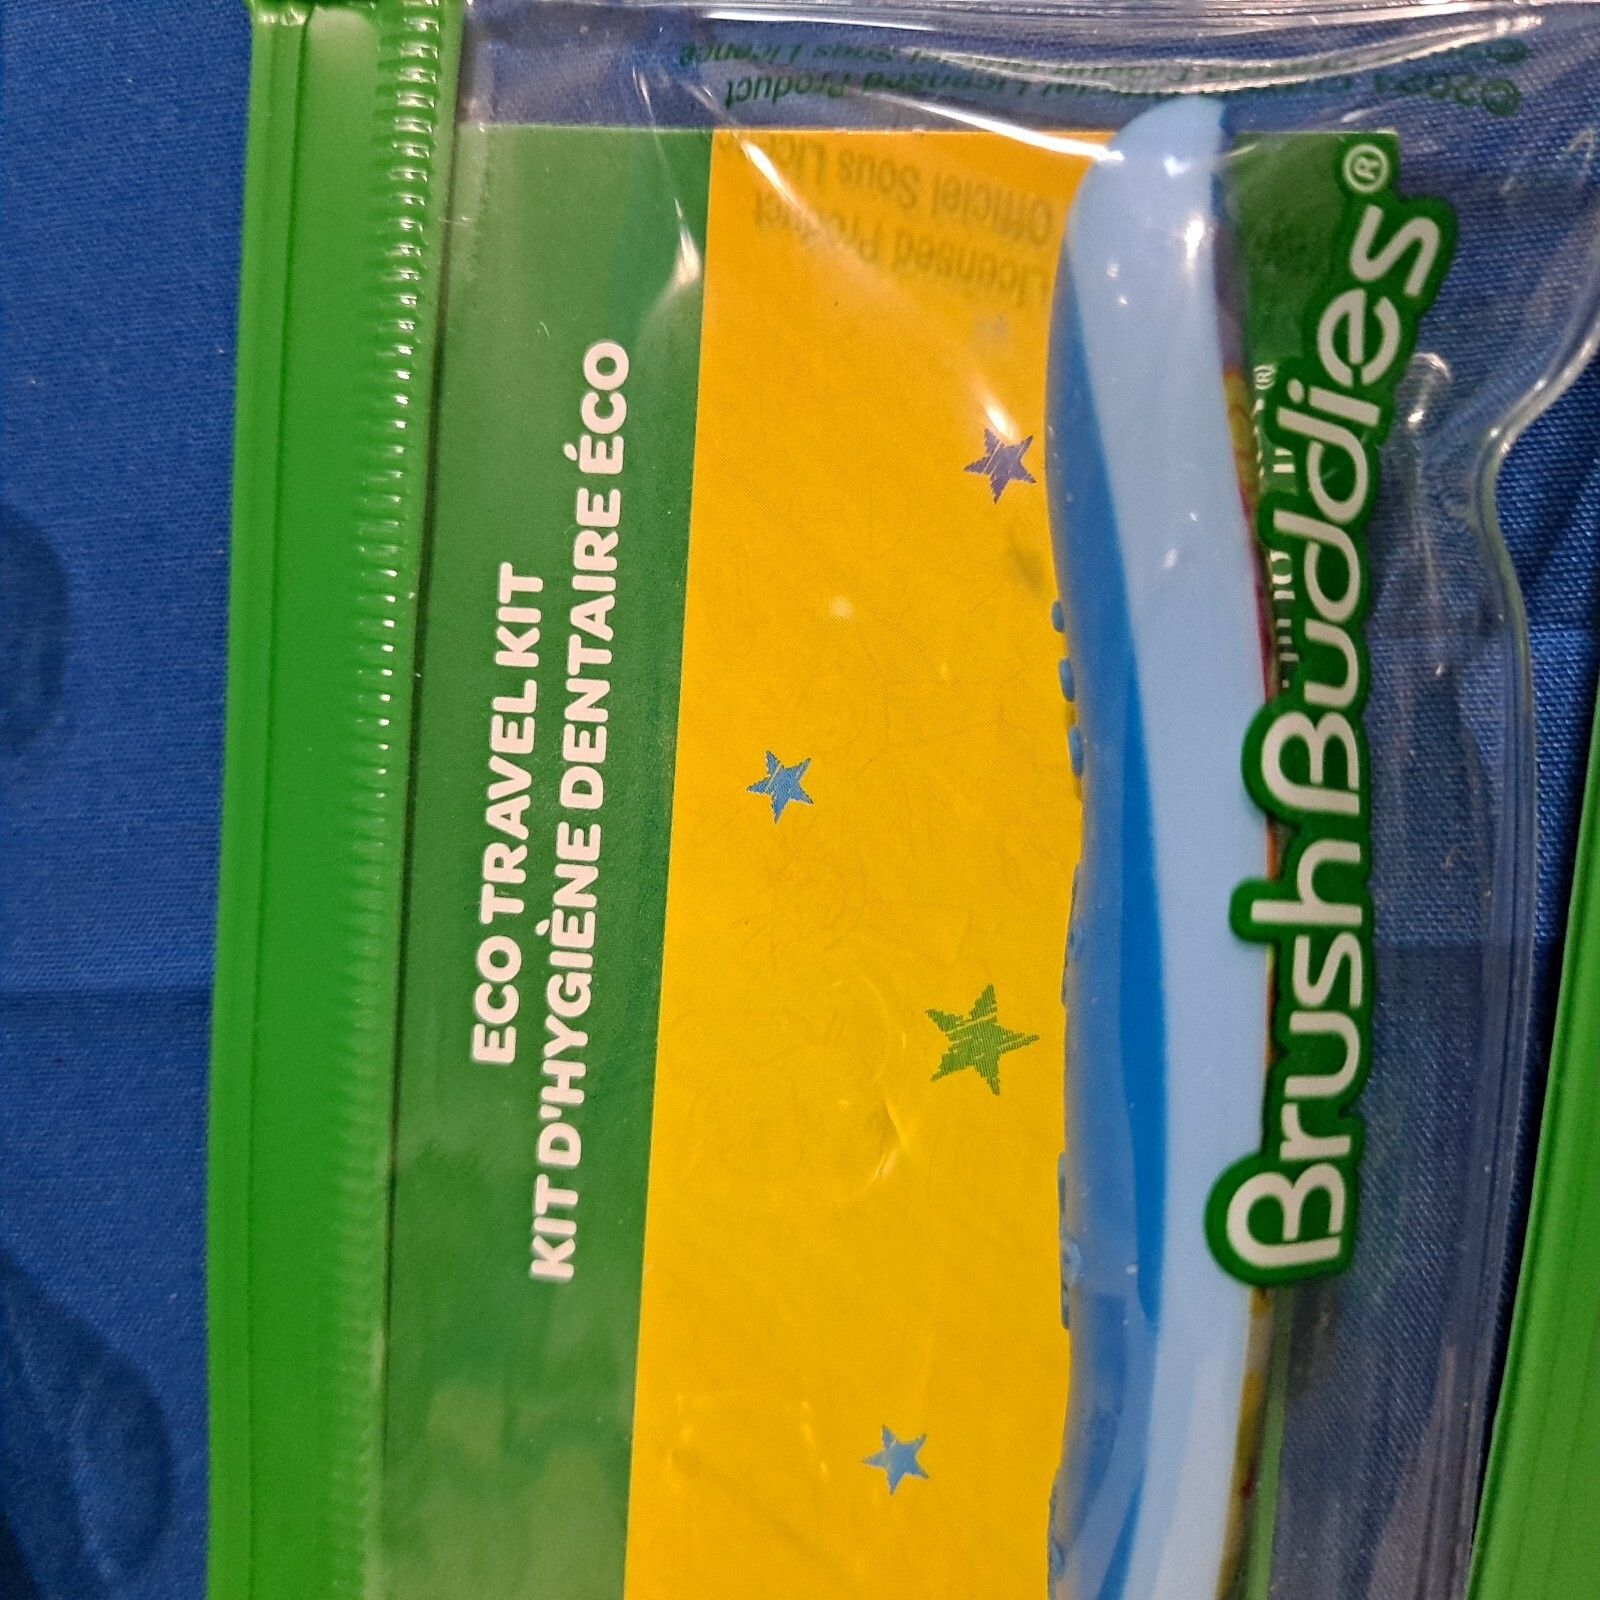 ECO TRAVEL KIT
KIT D'HYGIÈNE DENTAIRE ÉCO
BrushBuddies®
Licensed Product
Officiel Sous Licence